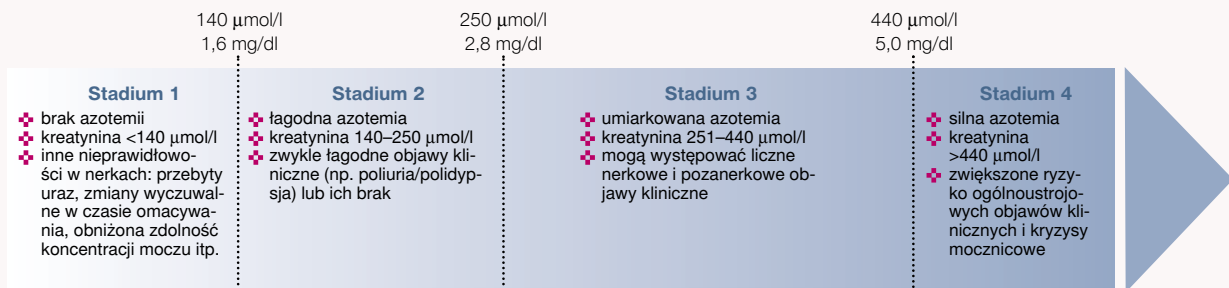 140 μmol/l
1,6 mg/dl
250 μmol/l
2,8 mg/dl
440 μmol/l
5,0 mg/dl
Stadium 1
brak azotemii
kreatynina <140 μmol/l
inne nieprawidłowo-
ści w nerkach: przebyty
uraz, zmiany wyczuwal-
ne w czasie omacywa-
nia, obniżona zdolność
koncentracji moczu itp.
Stadium 2
łagodna azotemia
kreatynina 140–250 μmol/l
zwykle łagodne objawy kli-
niczne (np. poliuria/polidyp-
sja) lub ich brak
Stadium 3
umiarkowana azotemia
kreatynina 251–440 μmol/l
mogą występować liczne
nerkowe i pozanerkowe ob-
jawy kliniczne
Stadium 4
silna azotemia
kreatynina
>440 μmol/l
zwiększone ryzy-
ko ogólnoustrojo-
wych objawów kli-
nicznych i kryzysy
mocznicowe